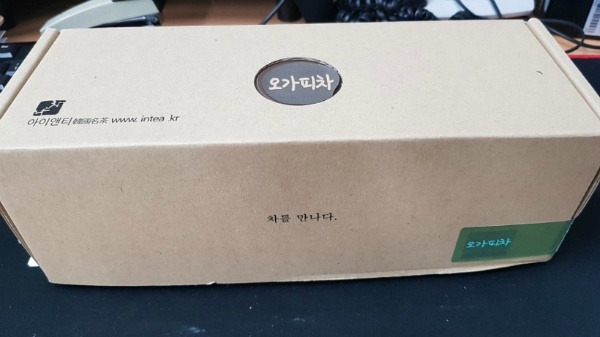 오가피차
아이앤티 韓國名茶 www. intea .kr
차를 만나다.
오가피차